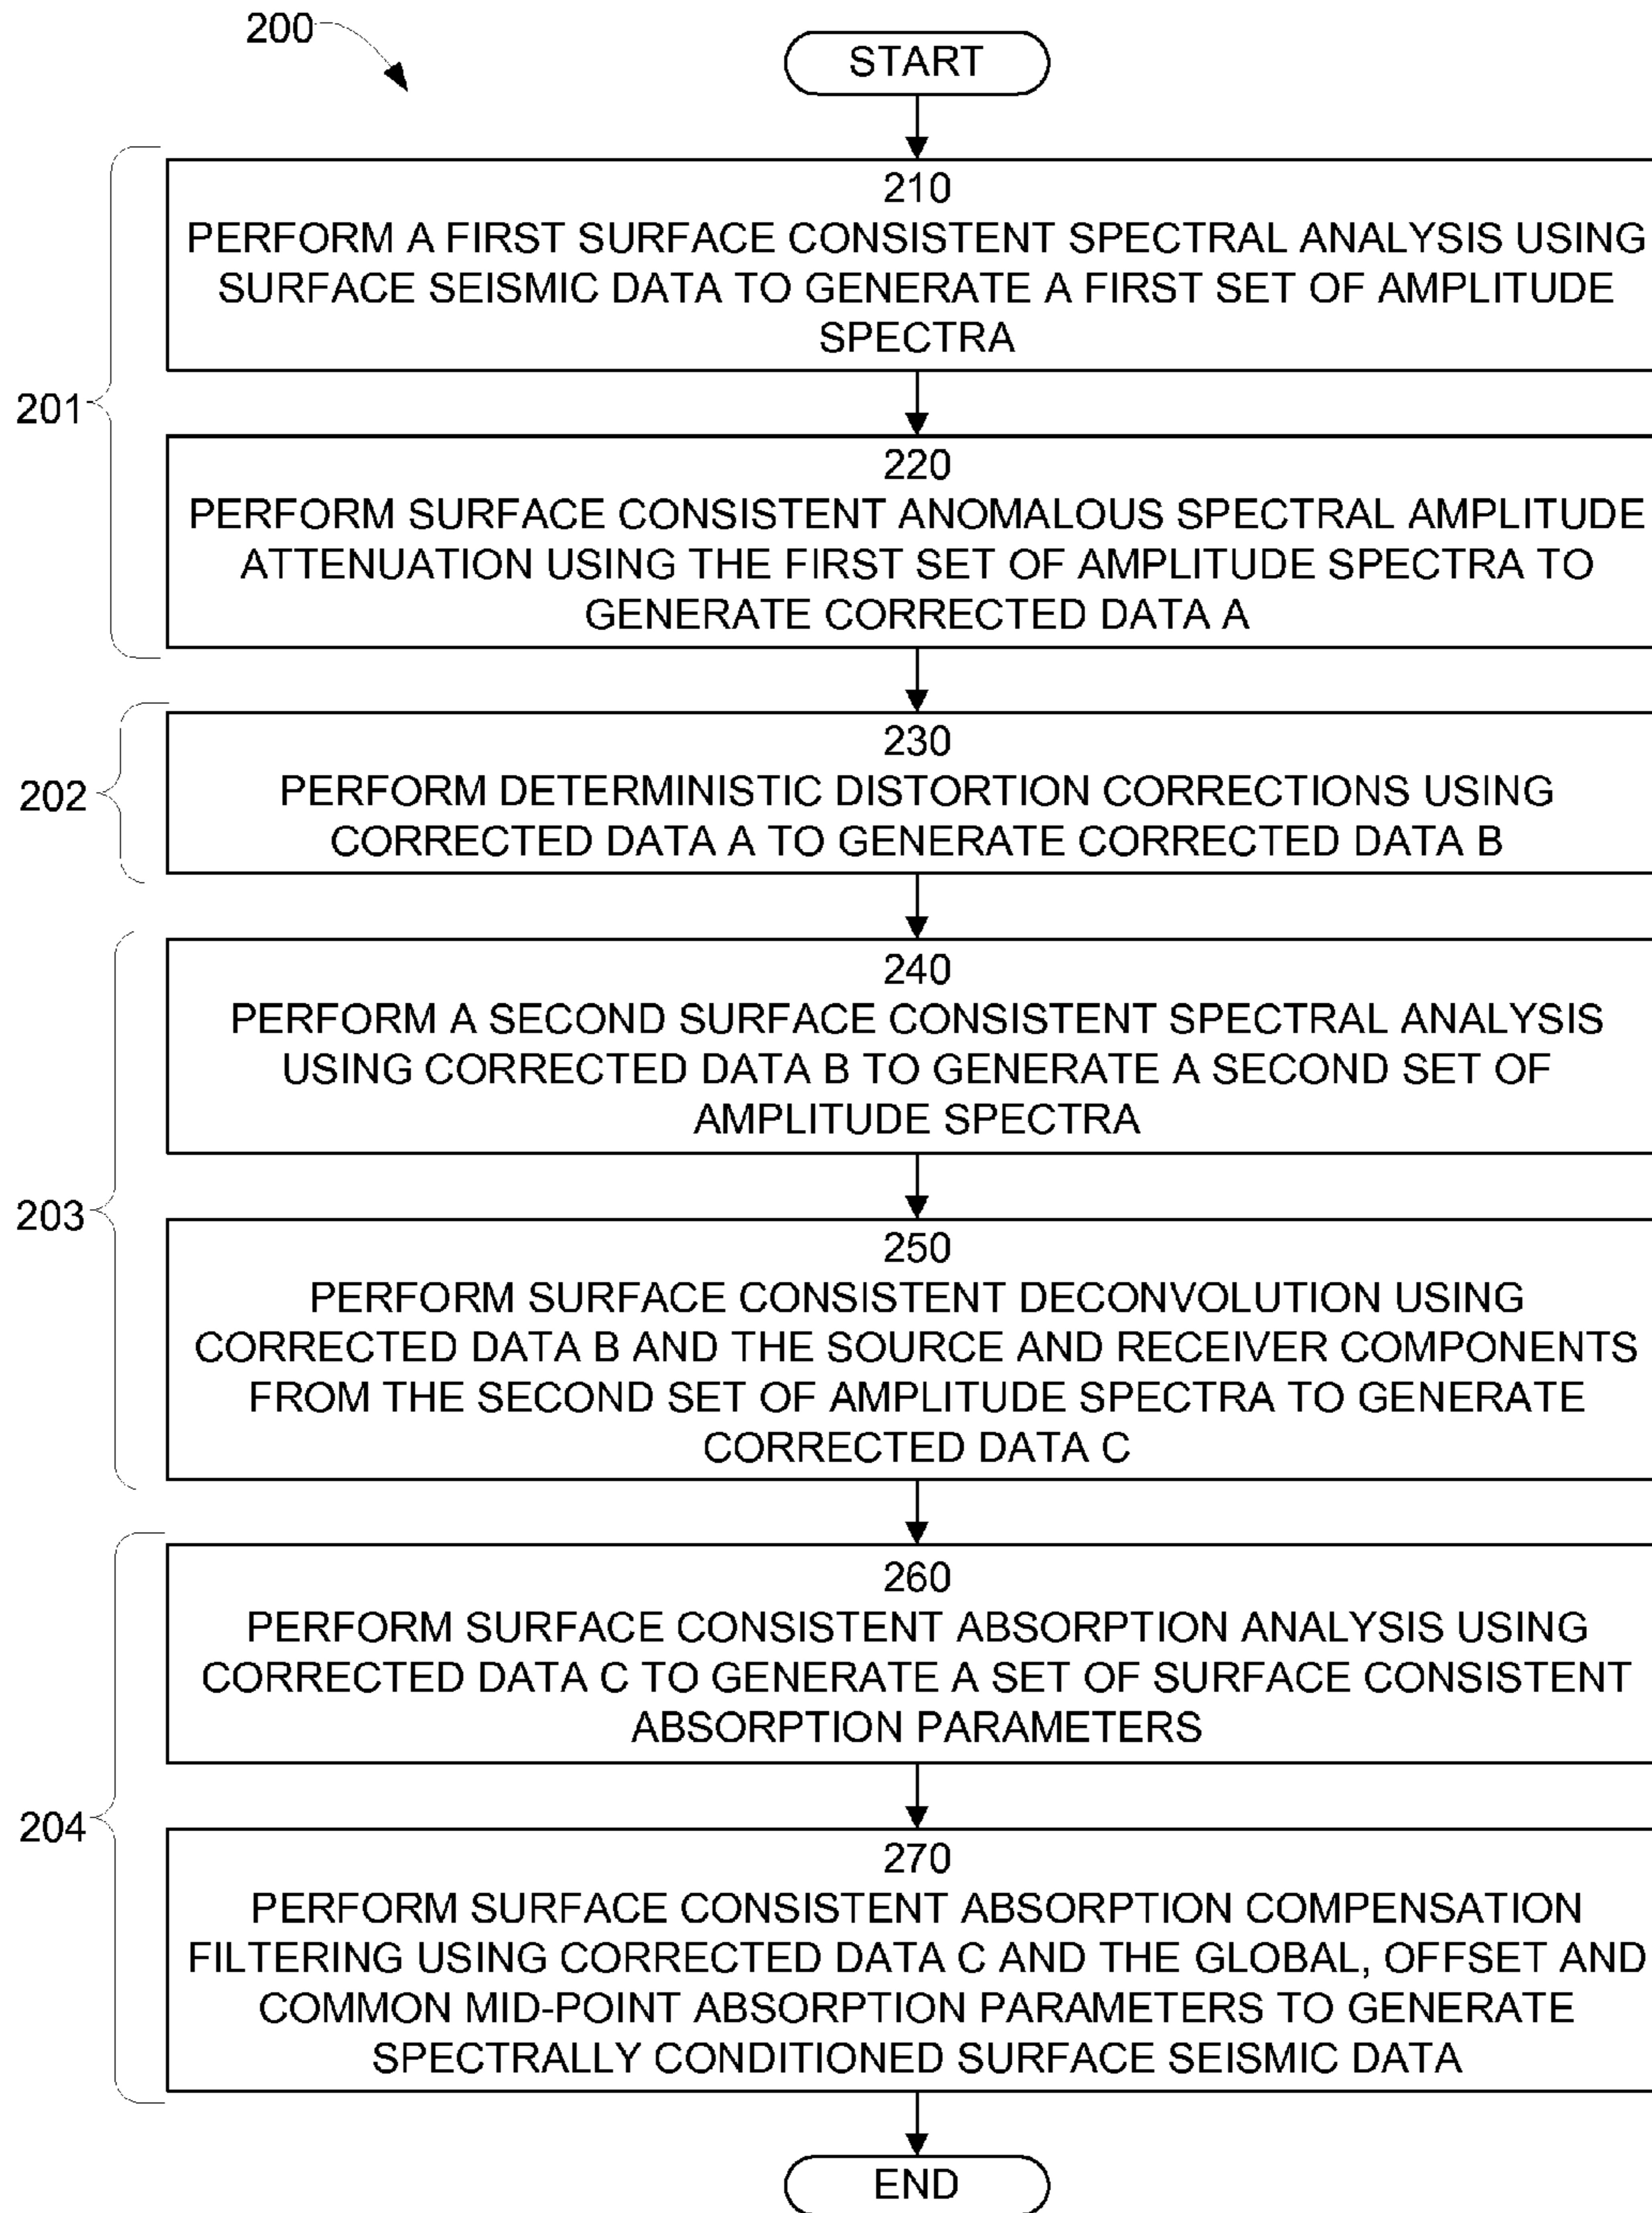 200
START
210
PERFORM A FIRST SURFACE CONSISTENT SPECTRAL ANALYSIS USING
SURFACE SEISMIC DATA TO GENERATE A FIRST SET OF AMPLITUDE
SPECTRA
201
220
PERFORM SURFACE CONSISTENT ANOMALOUS SPECTRAL AMPLITUDE
ATTENUATION USING THE FIRST SET OF AMPLITUDE SPECTRA TO
GENERATE CORRECTED DATA A
230
202
PERFORM DETERMINISTIC DISTORTION CORRECTIONS USING
CORRECTED DATA A TO GENERATE CORRECTED DATA B
240
PERFORM A SECOND SURFACE CONSISTENT SPECTRAL ANALYSIS
USING CORRECTED DATA B TO GENERATE A SECOND SET OF
AMPLITUDE SPECTRA
203
250
PERFORM SURFACE CONSISTENT DECONVOLUTION USING
CORRECTED DATA B AND THE SOURCE AND RECEIVER COMPONENTS
FROM THE SECOND SET OF AMPLITUDE SPECTRA TO GENERATE
CORRECTED DATA C
260
PERFORM SURFACE CONSISTENT ABSORPTION ANALYSIS USING
CORRECTED DATA C TO GENERATE A SET OF SURFACE CONSISTENT
ABSORPTION PARAMETERS
204
270
PERFORM SURFACE CONSISTENT ABSORPTION COMPENSATION
FILTERING USING CORRECTED DATA C AND THE GLOBAL, OFFSET AND
COMMON MID-POINT ABSORPTION PARAMETERS TO GENERATE
SPECTRALLY CONDITIONED SURFACE SEISMIC DATA
END